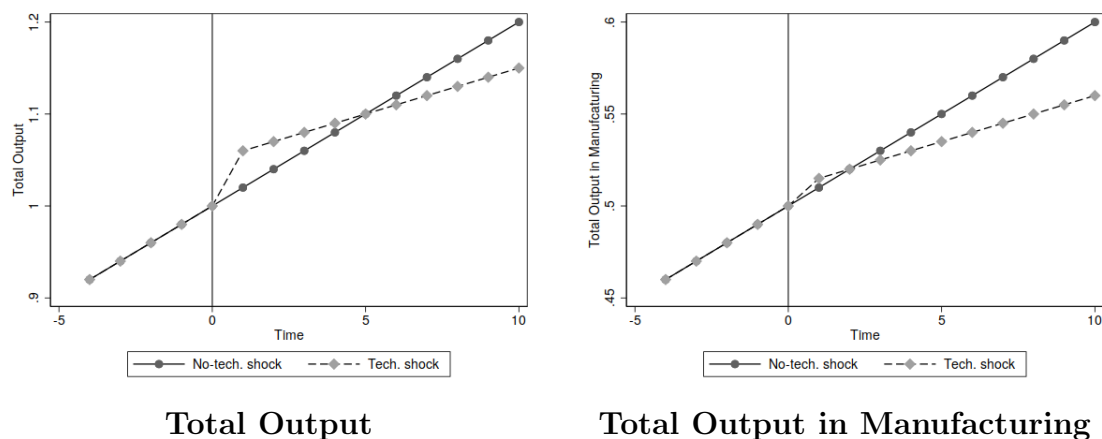 Total Output
.9
1
1.1
1.2
-5
0
5
10
Time
No-tech. shock
Tech. shock
Total Output
Total Output in Manufcaturing
.45
.5
.55
.6
-5
0
5
10
Time
No-tech. shock
Tech. shock
Total Output in Manufacturing